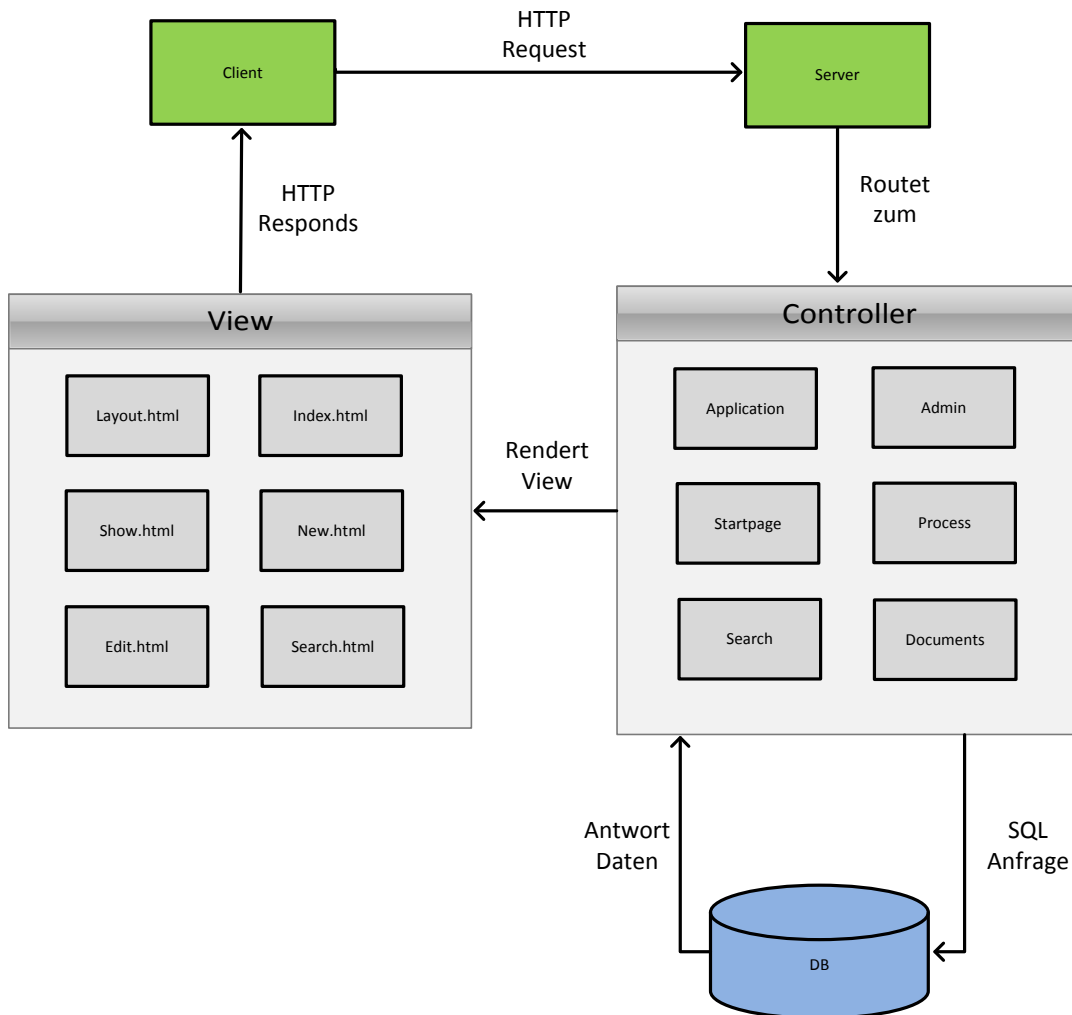 HTTP
Request
Client
Server
HTTP
Responds
Routet
zum
View
Controller
Layout.html
Index.html
Application
Admin
Rendert
View
Show.html
New.html
Startpage
Process
Edit.html
Search.html
Search
Documents
Antwort
Daten
SQL
Anfrage
DB